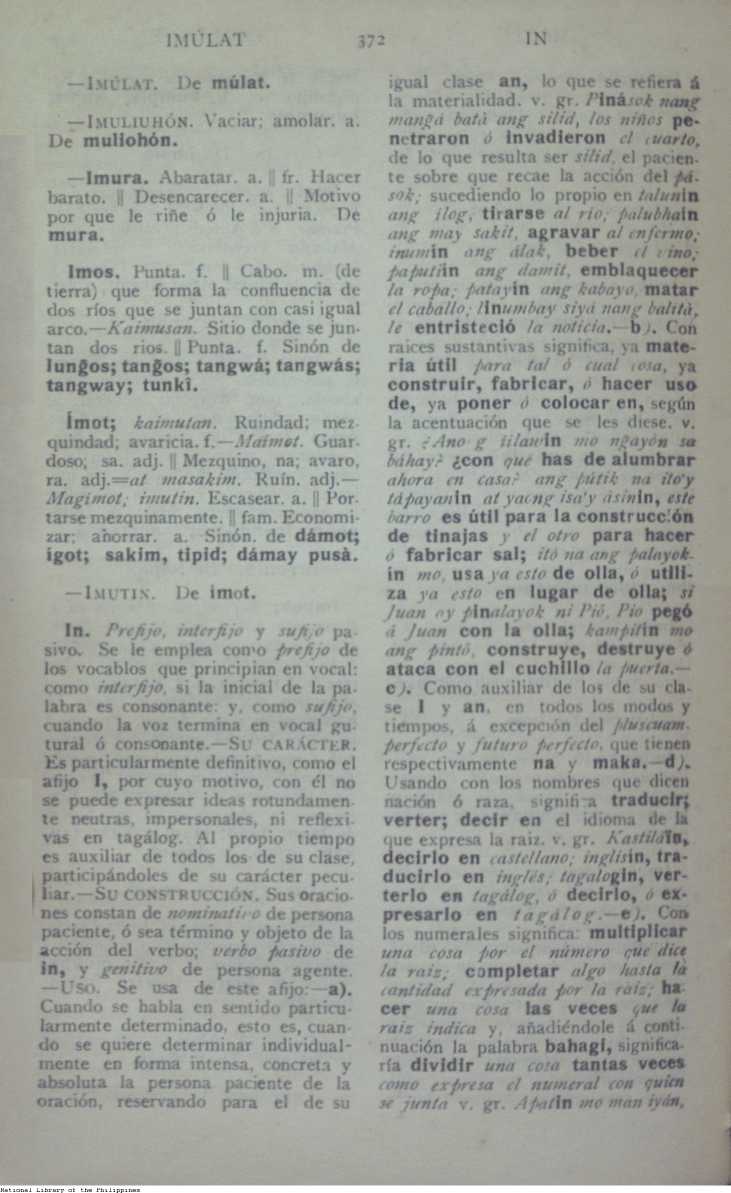 IMÚLAT 372 IN
—IMÚLAT. De múlat.
—IMULIUHÓN. Vaciar; amolar. a.
De muliohón.
—Imura. Abaratar. a. || fr. Hacer
barato. || Desencarecer. a. || Motivo
por que le riñe ó le injuria. De
mura.
Imos. Punta. f. || Cabo. m. (de
tierra) que forma la confluencia de
dos ríos que se juntan con casi igual
arco.—Kaimusan. Sitio donde se jun-
tan dos rios. || Punta. f. Sinón de
lungos; tangos; tangwá; tangwás;
tangway; tunkî.
Ímot; kaimutan. Ruindad; mez-
quindad; avaricia. f.—Maímot. Guar-
doso; sa. adj. || Mezquino, na; avaro,
ra. adj.=at masakim. Ruín. adj.—
Magimot; imutin. Escasear. a. || Por-
tarse mezquinamente. || fam. Economi-
zar; ahorrar. a. Sinón. de dámot;
igot; sakim, tipid; dámay pusà.
—IMUTIN. De imot.
In. Prefijo, interfijo y sufijo pa-
sivo. Se le emplea como prefijo de
los vocablos que principian en vocal:
como interfijo, si la inicial de la pa-
labra es consonante: y, como sufijo,
cuando la voz termina en vocal gu-
tural ó consonante.—SU CARÁCTER.
Es particularmente definitivo, como el
afijo I, por cuyo motivo, con él no
se puede expresar ideas rotundamen-
te neutras, impersonales, ni reflexi-
vas en tagálog. Al propio tiempo
es auxiliar de todos los de su clase,
participándoles de su carácter pecu-
liar.—SU CONSTRUCCIÓN. Sus oracio-
nes constan de nominativo de persona
paciente, ó sea término y objeto de la
acción del verbo; verbo pasivo de
in, y genitivo de persona agente.
—USO. Se usa de este afijo:—a).
Cuando se habla en sentido particu-
larmente determinado, esto es, cuan-
do se quiere determinar individual-
mente en forma intensa, concreta y
absoluta la persona paciente de la
oración, reservando para el de su
igual clase an, lo que se refiera á
la materialidad. v. gr. Pinások nang
mangá batà ang silíd, los niños pe-
netraron ó invadieron el cuarto,
de lo que resulta ser silid, el pacien-
te sobre que recae la acción del pá-
sok; sucediendo lo propio en talunin
ang ilog, tirarse al rio; palubhain
ang may sakit, agravar al enfermo;
inumin ang álak, beber el vino;
paputiin ang damit, emblaquecer
la ropa; patayin ang kabayo, matar
el caballo; linumbay siyá nang balità,
le entristeció la noticia.—b). Con
raices sustantivas significa, ya mate-
ria útil para tal ó cual cosa, ya
construir, fabricar, ó hacer uso
de, ya poner ó colocar en, según
la acentuación que se les diese. v.
gr. ¿Ano g iilawin mo ngayón sa
báhay? ¿con qué has de alumbrar
ahora en casa? ang pútik na ito'y
tápayanin at yaong isa'y ásinin, este
barro es útil para la construcción
de tinajas y el otro para hacer
ó fabricar sal; itó na ang palayok-
in mo, usa ya esto de olla, ó utili-
za ya esto en lugar de olla; si
Juan ay pinalayok ni Pió, Pio pegó
á Juan con la olla; kampitin mo
ang pintó, construye, destruye ó
ataca con el cuchillo la puerta.—
c). Como auxiliar de los de su cla-
se I y an, en todos los modos y
tiempos, á excepción del pluscuam-
perfecto y futuro perfecto, que tienen
respectivamente na y maka.—d).
Usando con los nombres que dicen
nación ó raza, significa traducir;
verter; decir en el idioma de la
que expresa la raiz. v. gr. Kastilàin,
decirlo en castellano; inglisin, tra-
ducirlo en inglés; tagalogin, ver-
terlo en tagálog, ó decirlo, ó ex-
presarlo en tagálog.—e). Con
los numerales significa: multiplicar
una cosa por el número que dice
la raiz; completar algo hasta la
cantidad expresada por la raiz; ha-
cer una cosa las veces que la
raiz indica y, añadiéndole á conti-
nuación la palabra bahagi, significa-
ría dividir una cosa tantas veces
como expresa el numeral con quien
se junta v. gr. Apatin mo man iyán,
National Library of the Philippines